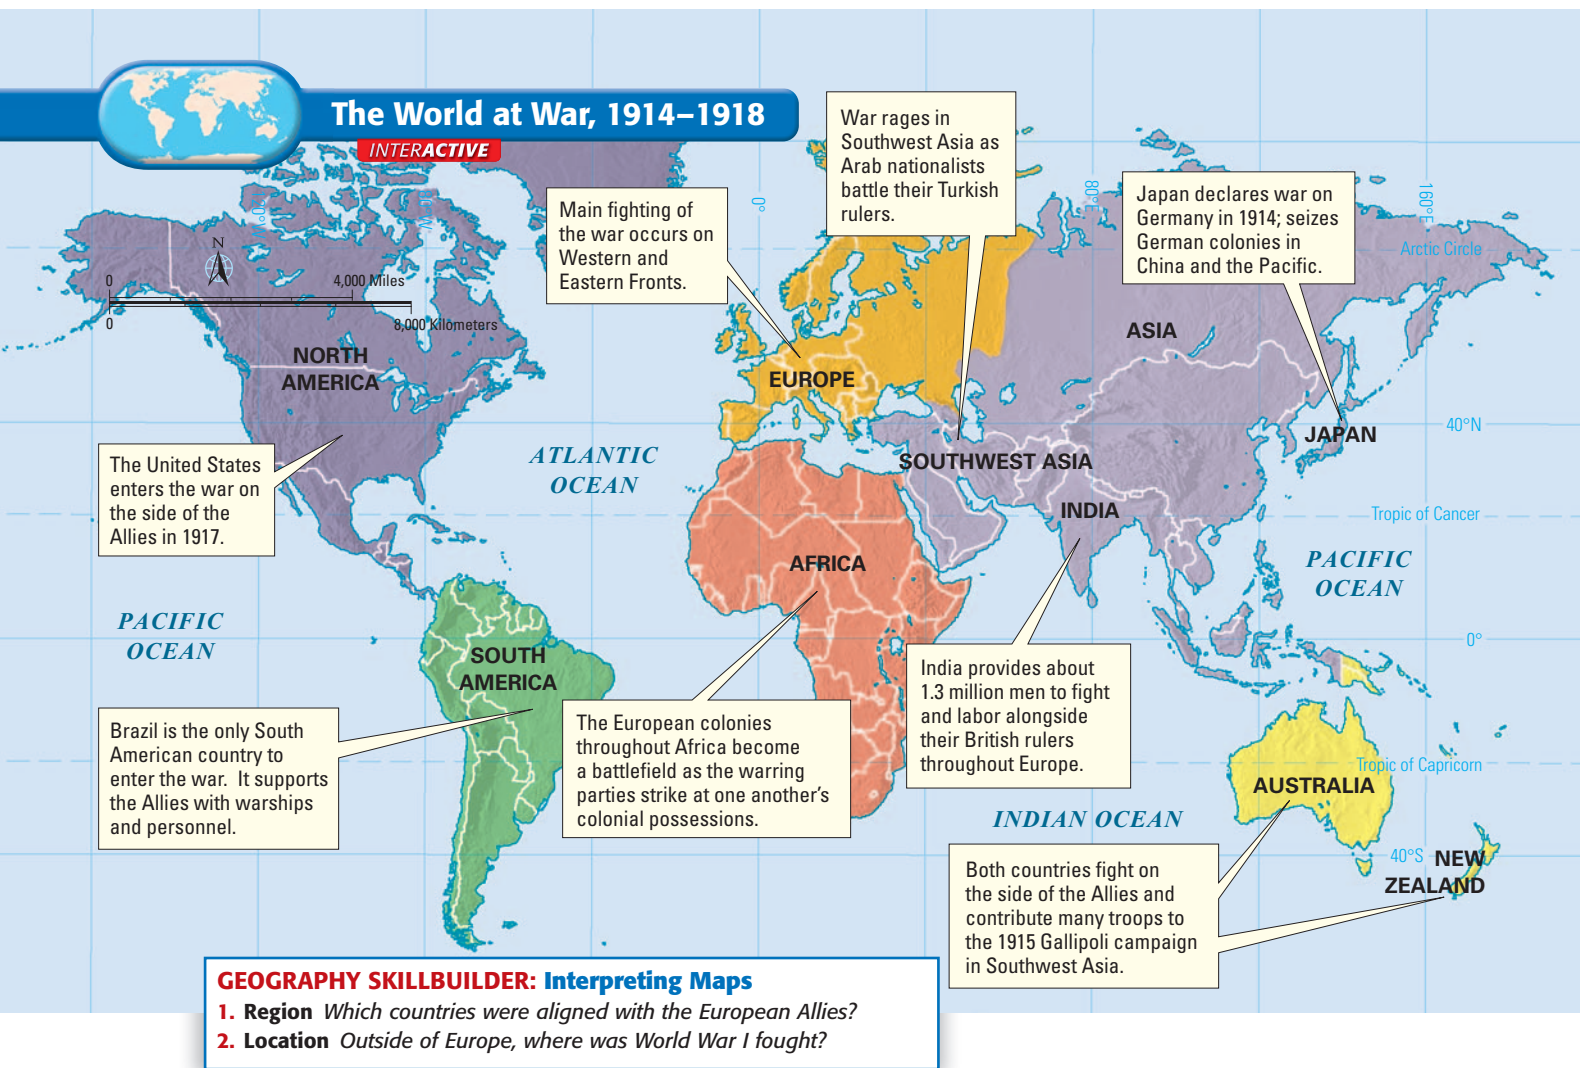 The World at War, 1914–1918
INTERACTIVE
War rages in
Southwest Asia as
Arab nationalists
battle their Turkish
rulers.
Main fighting of
the war occurs on
Western and
Eastern Fronts.
Japan declares war on
Germany in 1914; seizes
German colonies in
China and the Pacific.
0°
80°E
160°E
Arctic Circle
N
0
4,000 Miles
0
8,000 Kilometers
NORTH
AMERICA
EUROPE
ASIA
JAPAN
40°N
SOUTHWEST ASIA
INDIA
ATLANTIC
OCEAN
The United States
enters the war on
the side of the
Allies in 1917.
Tropic of Cancer
AFRICA
PACIFIC
OCEAN
PACIFIC
OCEAN
0°
SOUTH
AMERICA
India provides about
1.3 million men to fight
and labor alongside
their British rulers
throughout Europe.
Brazil is the only South
American country to
enter the war. It supports
the Allies with warships
and personnel.
The European colonies
throughout Africa become
a battlefield as the warring
parties strike at one another's
colonial possessions.
Tropic of Capricorn
AUSTRALIA
INDIAN OCEAN
40°S
NEW
ZEALAND
Both countries fight on
the side of the Allies and
contribute many troops to
the 1915 Gallipoli campaign
in Southwest Asia.
GEOGRAPHY SKILLBUILDER: Interpreting Maps
1. Region Which countries were aligned with the European Allies?
2. Location Outside of Europe, where was World War I fought?